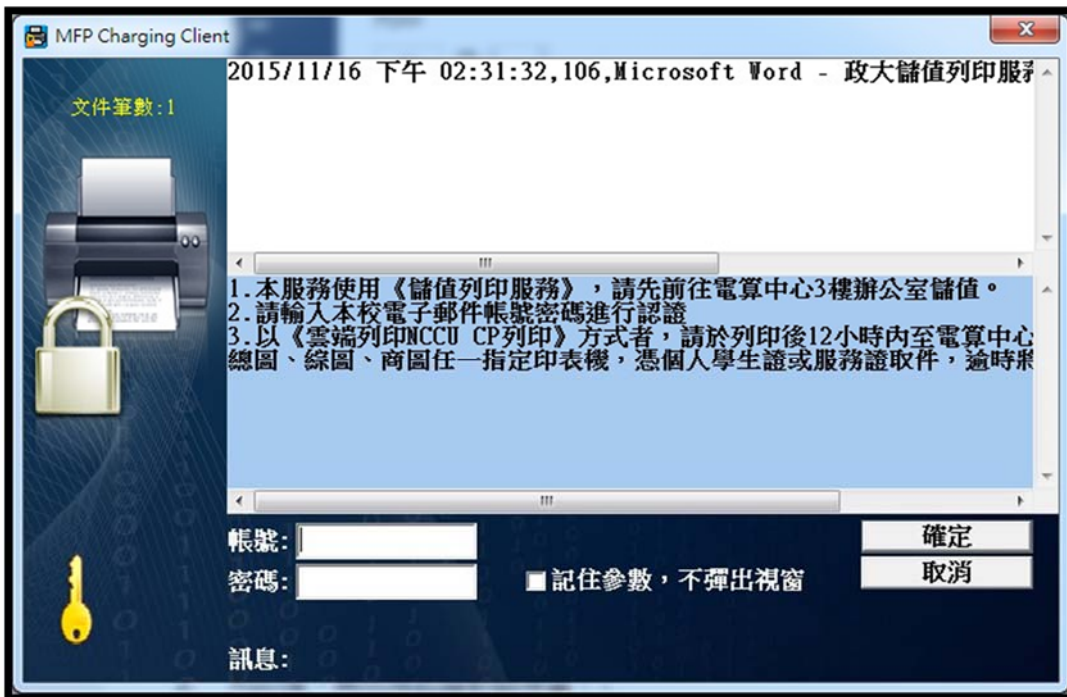 MFP Charging Client
文件筆數:1
2015/11/16 下午 02:31:32,106,Microsoft Word - 政大儲值列印服
1.本服務使用《儲值列印服務》，請先前往電算中心3樓辦公室儲值。
2.請輸入本校電子郵件帳號密碼進行認證
3.以《雲端列印NCCU CP列印》方式者，請於列印後12小時內至電算中心
總圖、綜圖、商圖任一指定印表機，憑個人學生證或服務證取件，逾時將
帳號:
確定
密碼:
記住參數，不彈出視窗
取消
訊息: